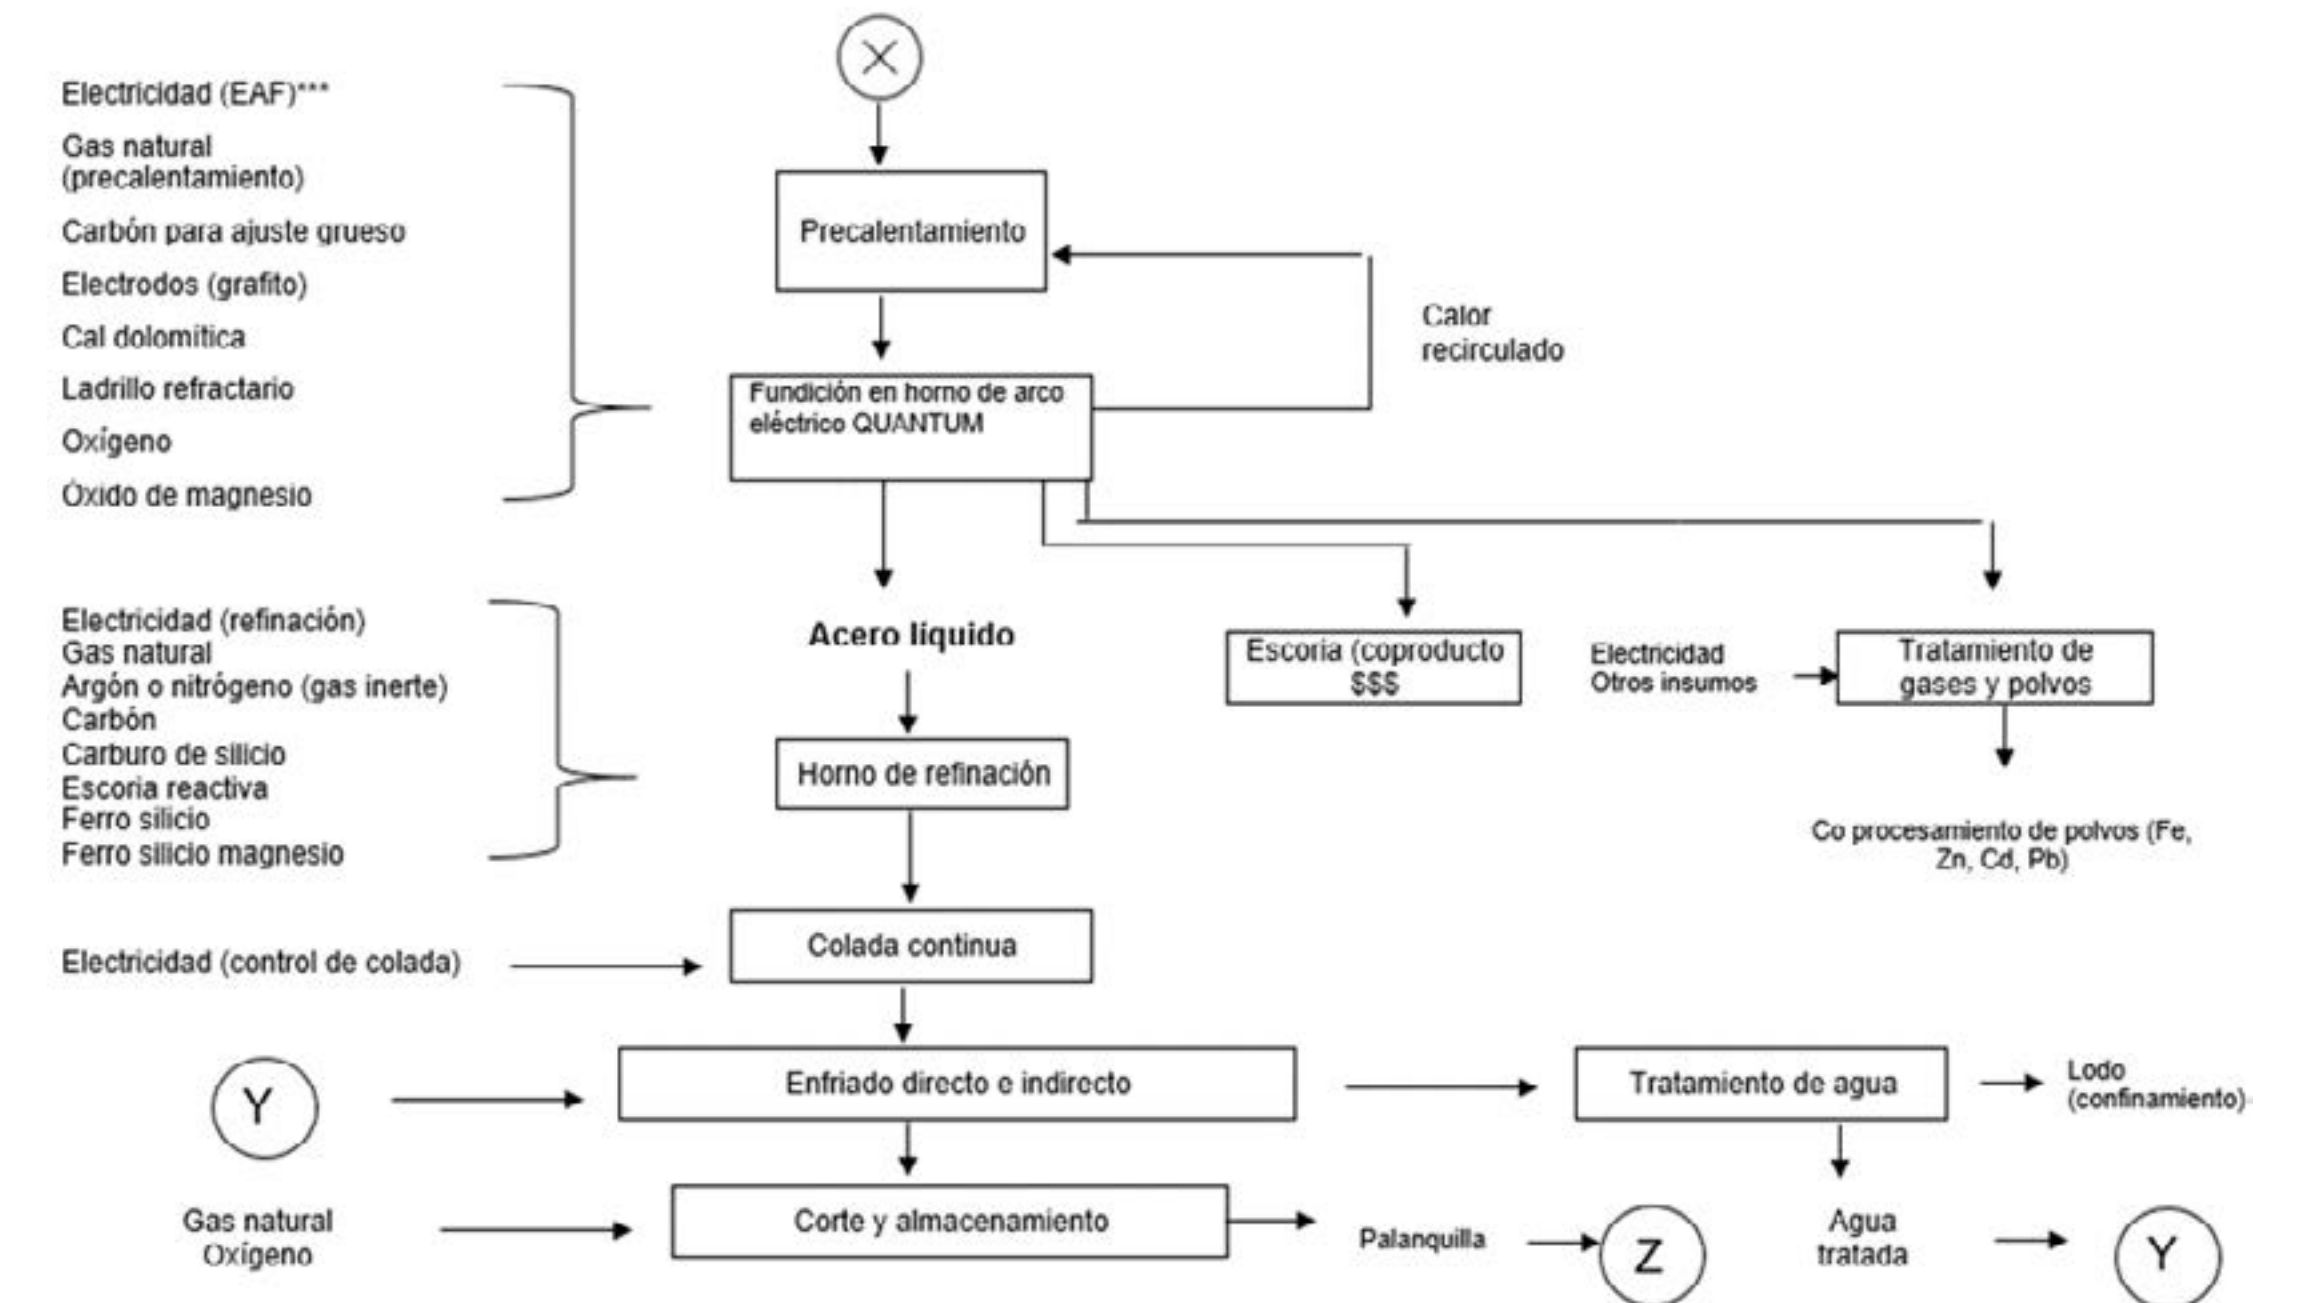 X
Electricidad (EAF)***
Gas natural
(precalentamiento)
Carbón para ajuste grueso
Electrodos (grafito)
Cal dolomítica
Ladrillo refractario
Oxígeno
Óxido de magnesio
Precalentamiento
Calor
recirculado
Fundición en horno de arco
eléctrico QUANTUM
Electricidad (refinación)
Gas natural
Argón o nitrógeno (gas inerte)
Carbón
Carburo de silicio
Escoria reactiva
Ferro silicio
Ferro silicio magnesio
Acero líquido
Escoria (coproducto
$$$
Electricidad
Otros insumos
Tratamiento de
gases y polvos
Horno de refinación
Co procesamiento de polvos (Fe,
Zn, Cd, Pb)
Electricidad (control de colada)
Colada continua
Y
Enfriado directo e indirecto
Tratamiento de agua
Lodo
(confinamiento)
Gas natural
Oxígeno
Corte y almacenamiento
Palanquilla
Z
Agua
tratada
Y